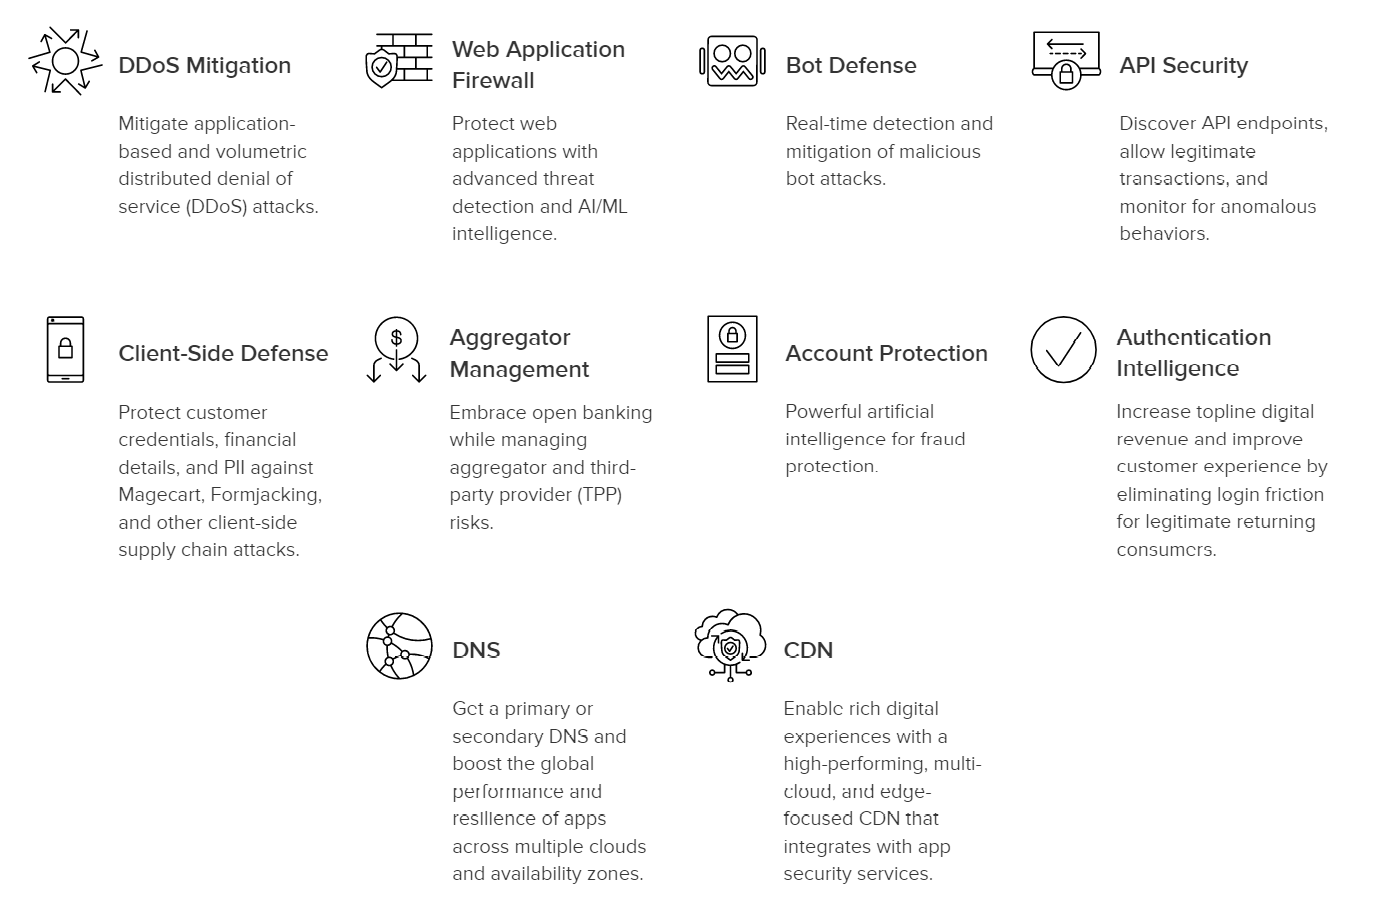 DDoS Mitigation
Mitigate application-
based and volumetric
distributed denial of
service (DDoS) attacks.
Web Application
Firewall
Protect web
applications with
advanced threat
detection and AI/ML
intelligence.
Bot Defense
Real-time detection and
mitigation of malicious
bot attacks.
API Security
Discover API endpoints,
allow legitimate
transactions, and
monitor for anomalous
behaviors.
Client-Side Defense
Protect customer
credentials, financial
details, and PII against
Magecart, Formjacking,
and other client-side
supply chain attacks.
$
Aggregator
Management
Embrace open banking
while managing
aggregator and third-
party provider (TPP)
risks.
Account Protection
Powerful artificial
intelligence for fraud
protection.
Authentication
Intelligence
Increase topline digital
revenue and improve
customer experience by
eliminating login friction
for legitimate returning
consumers.
DNS
Get a primary or
secondary DNS and
boost the global
performance and
resilience of apps
across multiple clouds
and availability zones.
CDN
Enable rich digital
experiences with a
high-performing, multi-
cloud, and edge-
focused CDN that
integrates with app
security services.